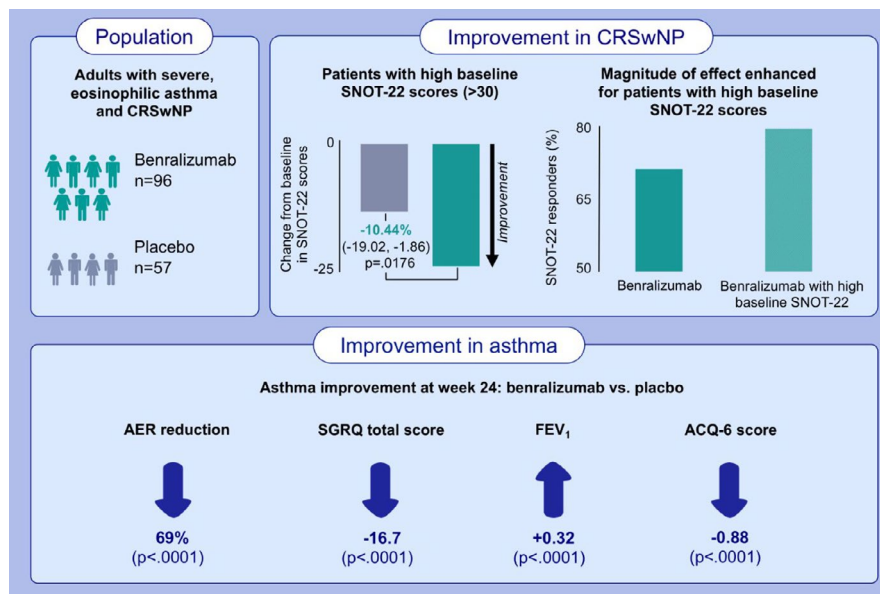 Population
Adults with severe,
eosinophilic asthma
and CRSwNP
Benralizumab
n=96
Placebo
n=57
Improvement in CRSwNP
Patients with high baseline
SNOT-22 scores (>30)
Change from baseline
in SNOT-22 scores
0
-25
-10.44%
(-19.02, -1.86)
p=.0176
Improvement
Magnitude of effect enhanced
for patients with high baseline
SNOT-22 scores
SNOT-22 responders (%)
80
65
50
Benralizumab
Benralizumab with high
baseline SNOT-22
Improvement in asthma
Asthma improvement at week 24: benralizumab vs. placbo
AER reduction
69%
(p<.0001)
SGRQ total score
-16.7
(p<.0001)
FEV₁
+0.32
(p<.0001)
ACQ-6 score
-0.88
(p<.0001)